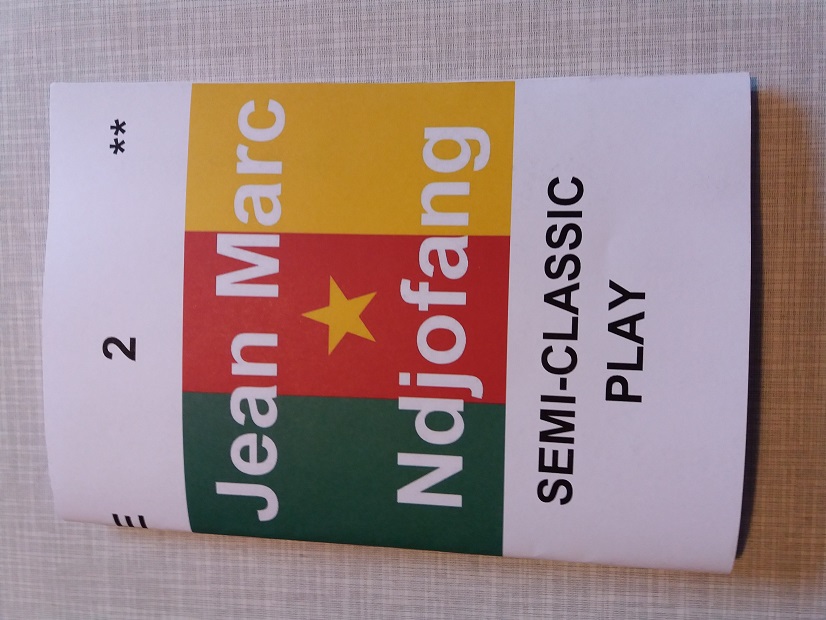 E 2 **
Jean Marc
Ndjofang
SEMI-CLASSIC
PLAY